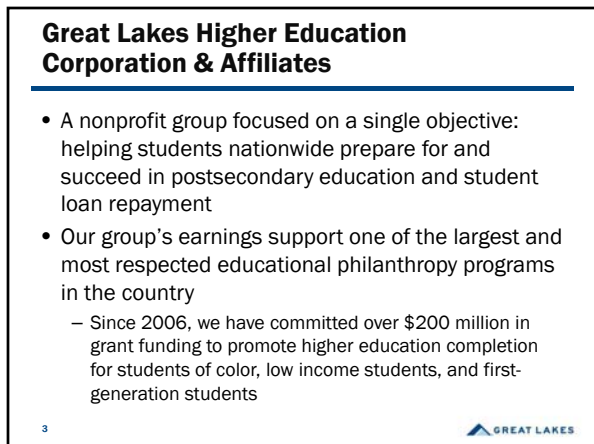 Great Lakes Higher Education
Corporation & Affiliates
• A nonprofit group focused on a single objective:
helping students nationwide prepare for and
succeed in postsecondary education and student
loan repayment
• Our group's earnings support one of the largest and
most respected educational philanthropy programs
in the country
– Since 2006, we have committed over $200 million in
grant funding to promote higher education completion
for students of color, low income students, and first-
generation students
3
GREAT LAKES